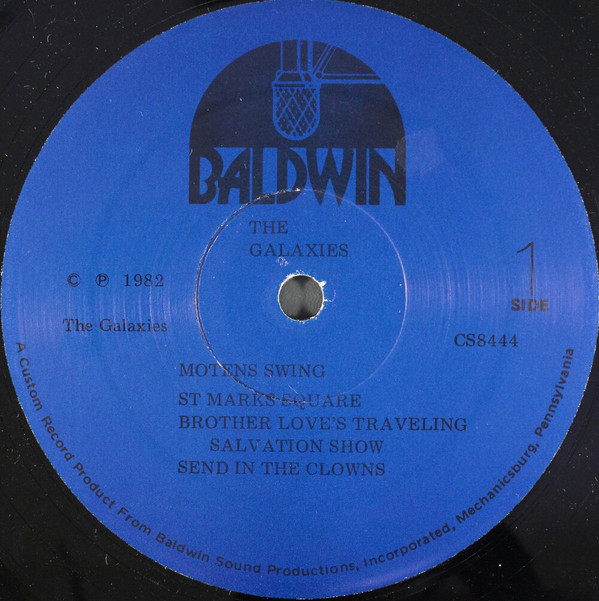 BALDWIN
THE
GALAXIES
© ℗ 1982
The Galaxies
1
SIDE
CS8444
MOTENS SWING
ST MARKS SQUARE
BROTHER LOVE'S TRAVELING
SALVATION SHOW
SEND IN THE CLOWNS
A Custom Record Product From Baldwin Sound Productions, Incorporated, Mechanicsburg, Pennsylvania